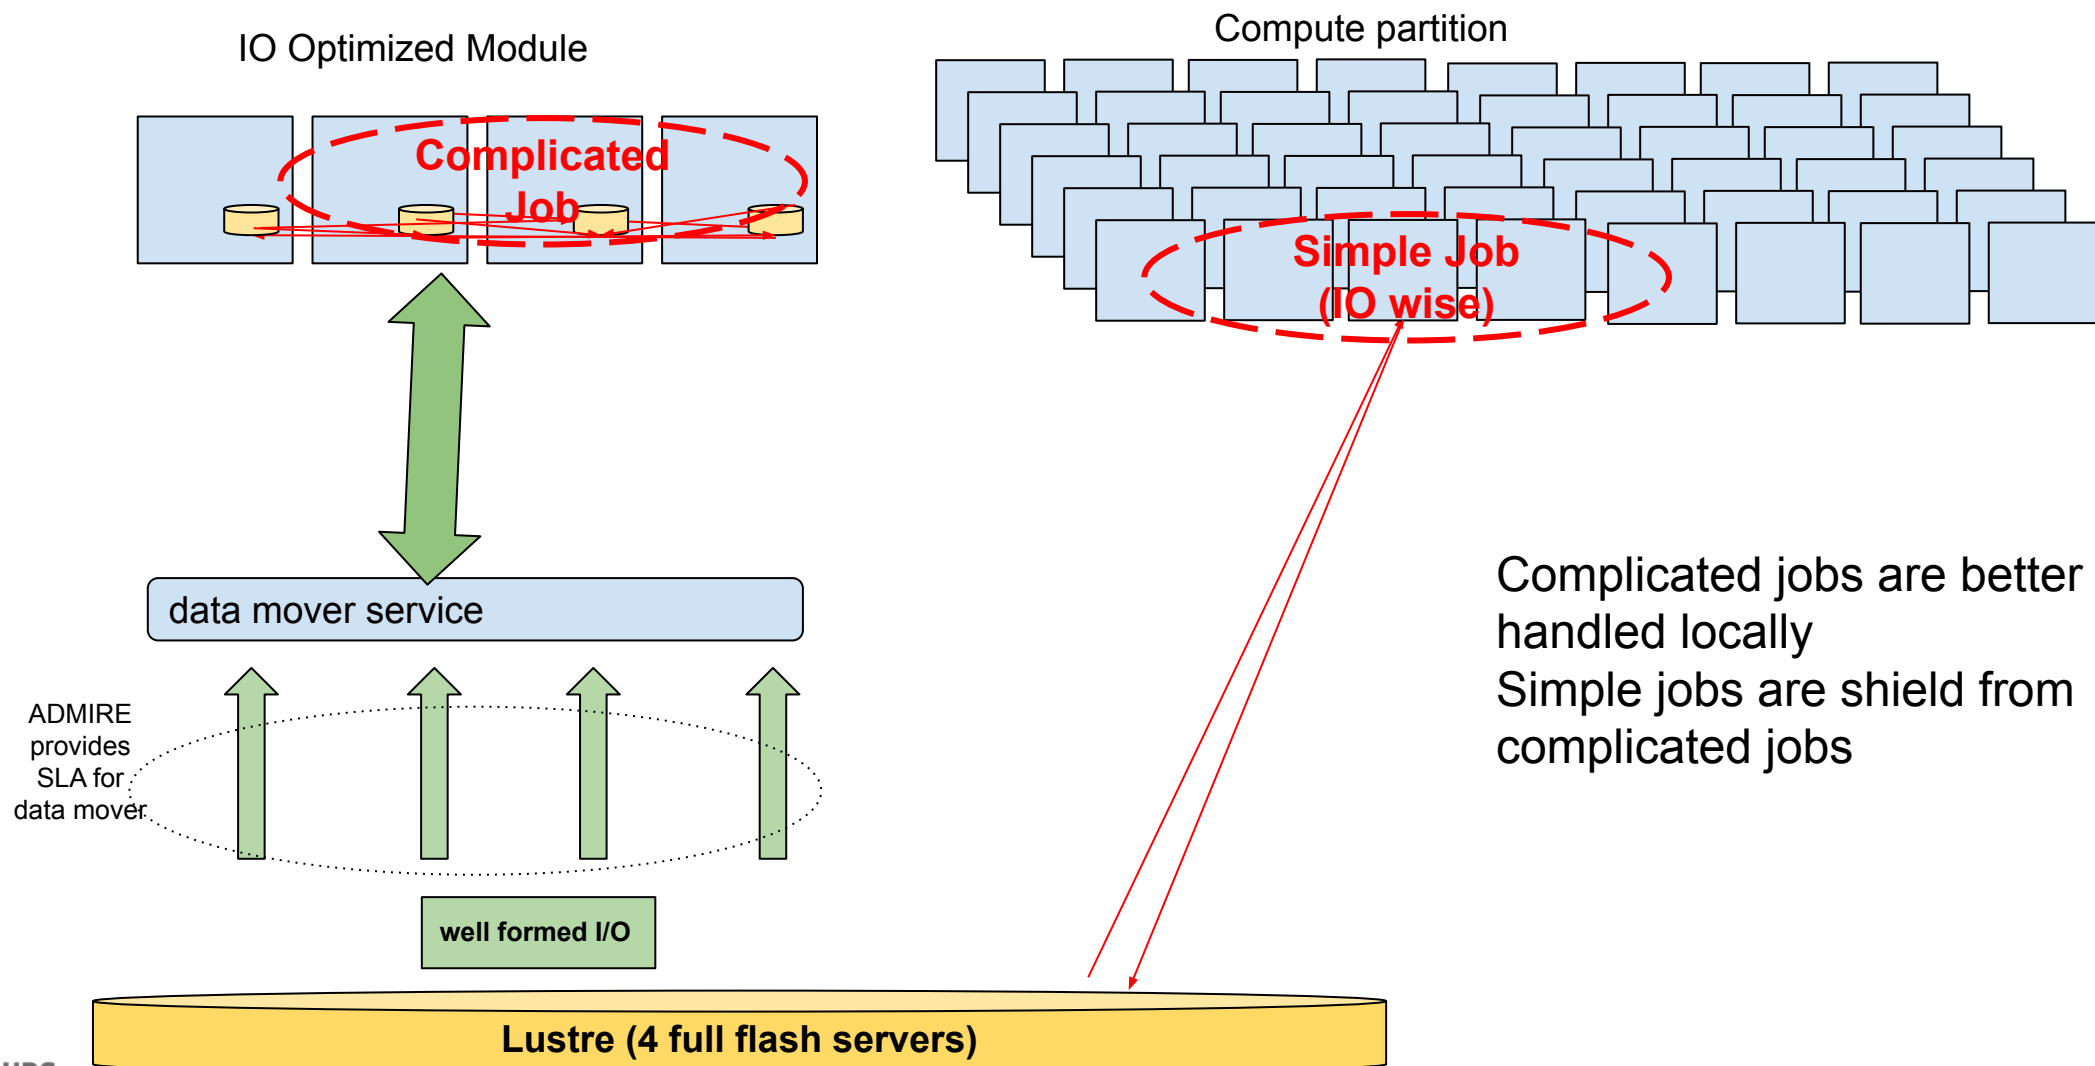 IO Optimized Module
Compute partition
Complicated
Job
Simple Job
(IO wise)
data mover service
ADMIRE
provides
SLA for
data mover
well formed I/O
Lustre (4 full flash servers)
Complicated jobs are better
handled locally
Simple jobs are shield from
complicated jobs